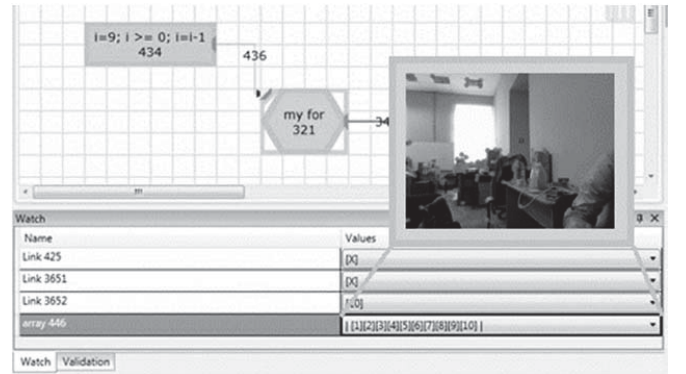 i=9; i >= 0; i=i-1
434
436
my for
321
34
Watch
Name Values
Link 425 [X]
Link 3651 [X]
Link 3652 [10]
array 446 | [1][2][3][4][5][6][7][8][9][10] |
Watch Validation